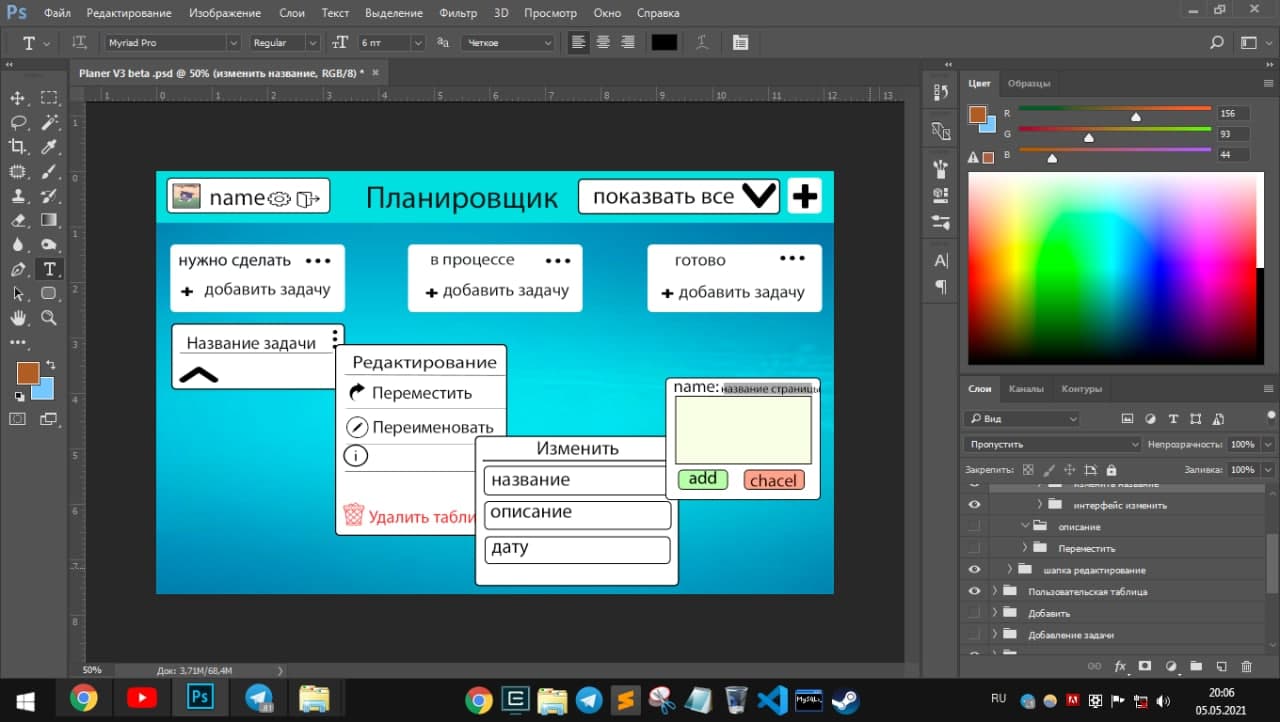 Ps Файл Редактирование Изображение Слои Текст Выделение Фильтр 3D Просмотр Окно Справка
T Myriad Pro Regular 6 пт Четкое
Planer V3 beta .psd @ 50% (изменить название, RGB/8) * ×
1 0 1 2 3 4 5 6 7 8 9 10 11 12 13
name Планировщик показвать все
нужно сделать ••• в процессе ••• готово •••
+ добавить задачу + добавить задачу + добавить задачу
Название задачи
Редактирование
Переместить
Переименовать
i
Удалить табли
Изменить
название
описание
дату
name: название страницы
add chacel
Цвет Образцы
R 156
G 93
B 44
Слои Каналы Контуры
Вид
Пропустить Непрозрачность: 100%
Закрепить: Заливка: 100%
изменить название
интерфейс изменить
описание
Переместить
шапка редактирование
Пользовательская таблица
Добавить
Добавление задачи
fx
50% Док: 3,71M/68,4M
Ps 81 MySQL RU 20:06
05.05.2021